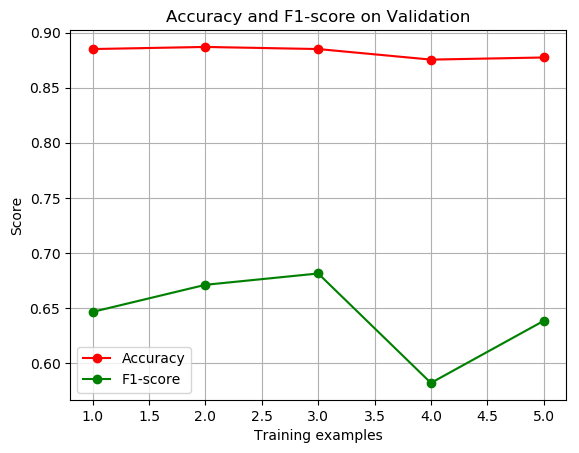 Accuracy and F1-score on Validation
0.90
0.85
0.80
0.75
0.70
0.65
0.60
Score
Accuracy
F1-score
1.0 1.5 2.0 2.5 3.0 3.5 4.0 4.5 5.0
Training examples